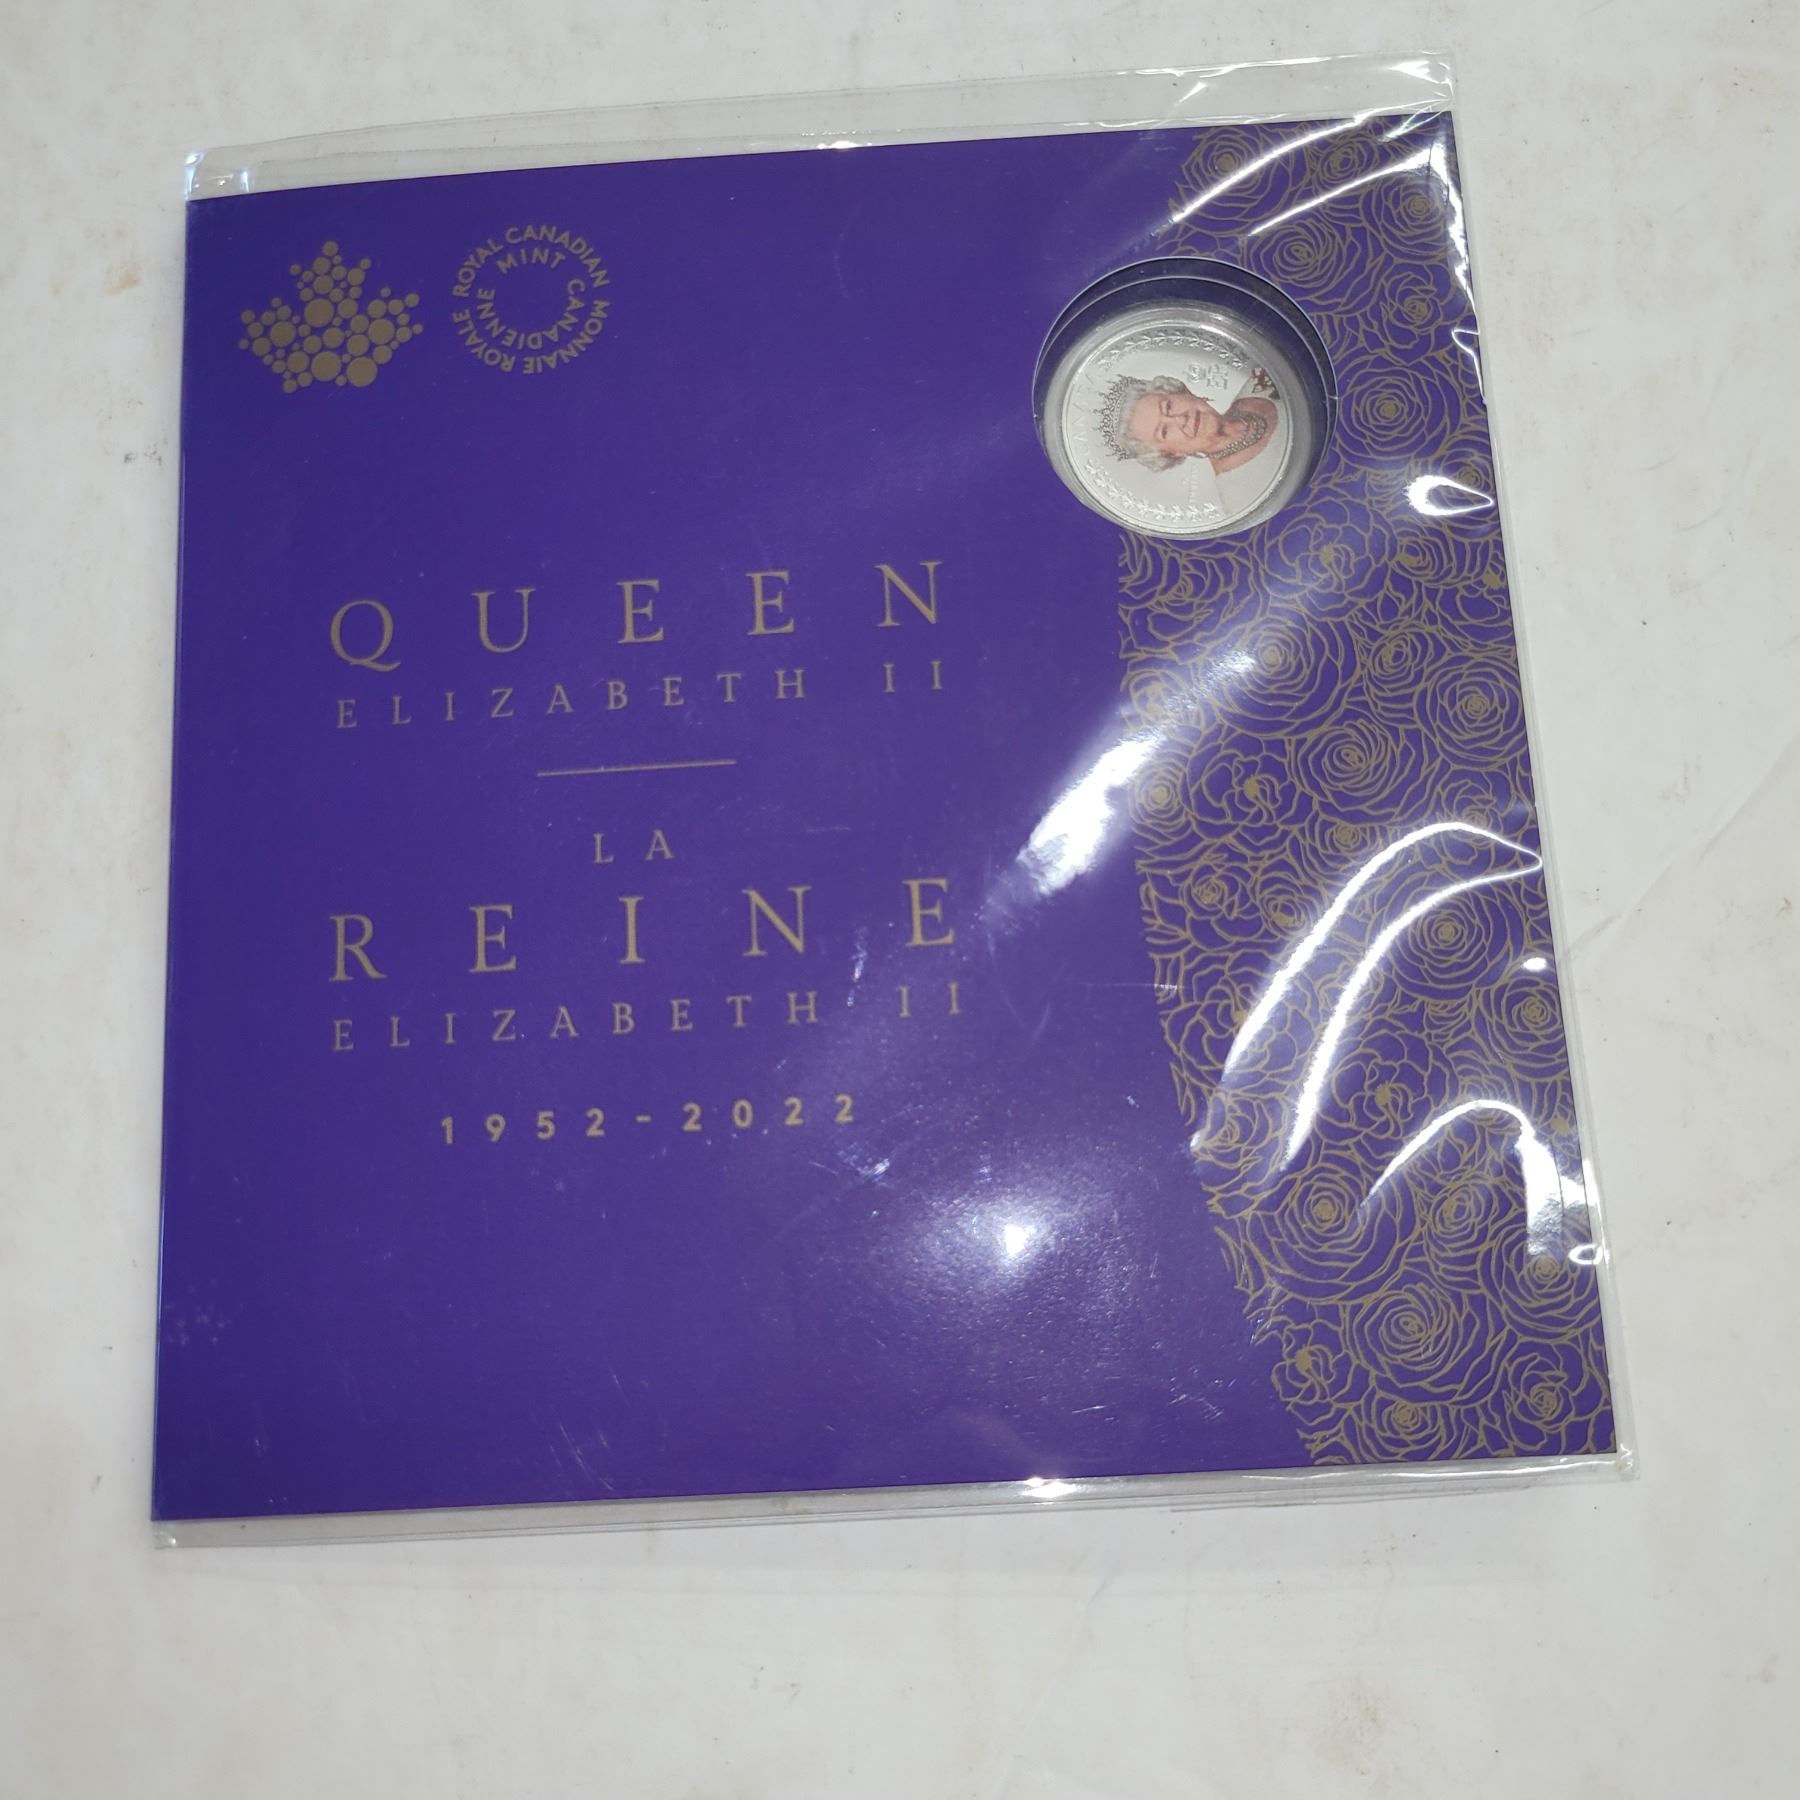 ROYAL CANADIAN MINT
MONNAIE ROYALE CANADIENNE
QUEEN
ELIZABETH II
LA
REINE
ELIZABETH II
1952-2022